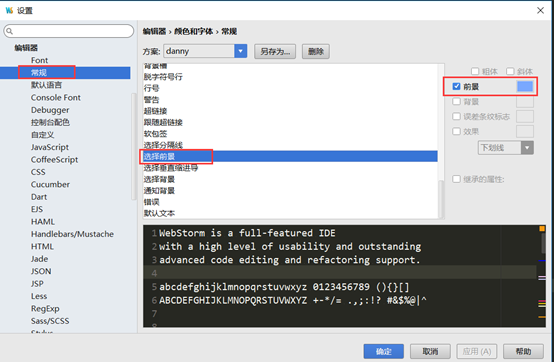 设置
编辑器 › 颜色和字体 › 常规
方案: danny 另存为... 删除
编辑器
Font
常规
默认语言
Console Font
Debugger
控制台配色
自定义
JavaScript
CoffeeScript
CSS
Cucumber
Dart
EJS
HAML
Handlebars/Mustache
HTML
Jade
JSON
JSP
Less
RegExp
Sass/SCSS
Stylus
背景槽
脱字符号行
行号
警告
超链接
跟随超链接
软包签
选择分隔线
选择前景
选择垂直缩进导
选择背景
通知背景
错误
默认文本
粗体 斜体
前景
背景
误差条纹标志
效果
下划线
继承的属性:
1 WebStorm is a full-featured IDE
2 with a high level of usability and outstanding
3 advanced code editing and refactoring support.
4
5 abcdefghijklmnopqrstuvwxyz 0123456789 (){}[]
6 ABCDEFGHIJKLMNOPQRSTUVWXYZ +-*/= .,;:!? #&$%@|^
7
8
确定 取消 应用 (A) 帮助